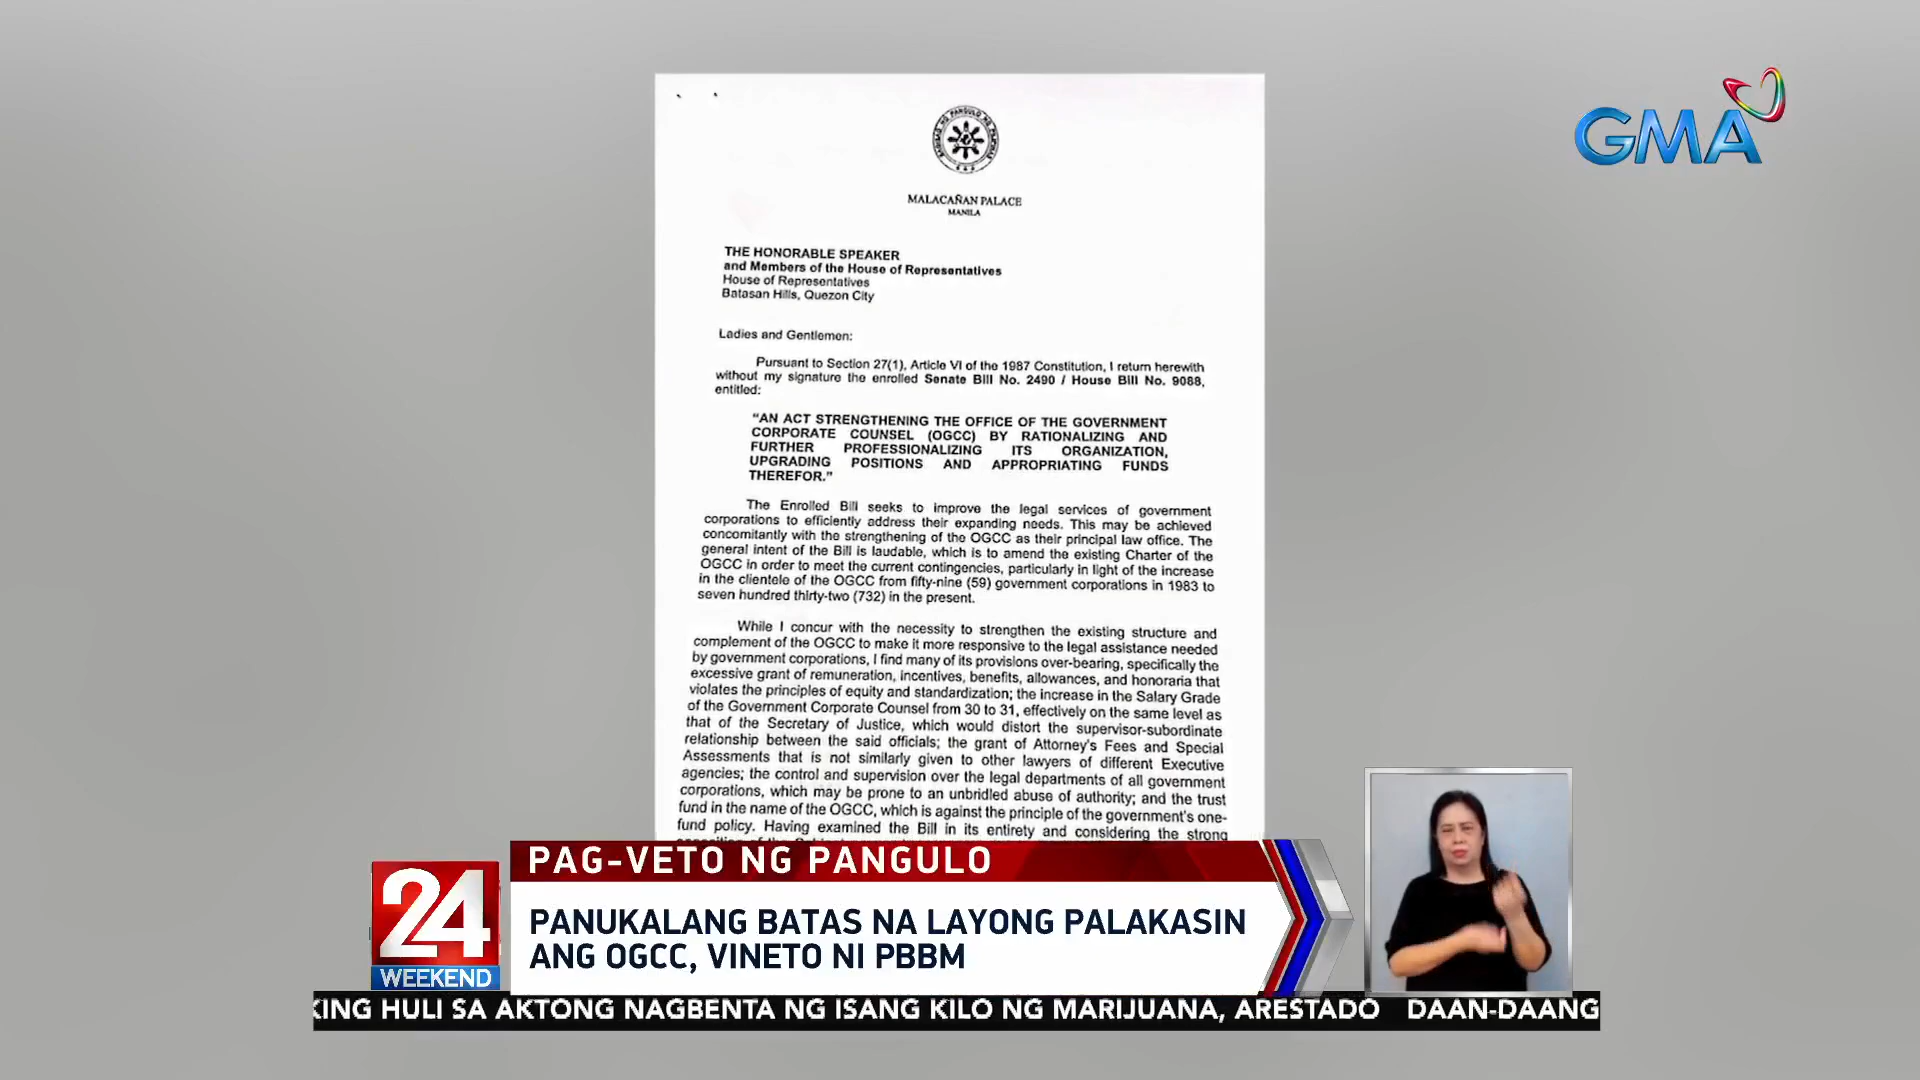 GMA
BAGONG PILIPINAS
MALACAÑAN PALACE
MANILA
THE HONORABLE SPEAKER
and Members of the House of Representatives
House of Representatives
Batasan Hills, Quezon City
Ladies and Gentlemen:
Pursuant to Section 27(1), Article VI of the 1987 Constitution, I return herewith
without my signature the enrolled Senate Bill No. 2490 / House Bill No. 9088,
entitled:
"AN ACT STRENGTHENING THE OFFICE OF THE GOVERNMENT
CORPORATE COUNSEL (OGCC) BY RATIONALIZING AND
FURTHER PROFESSIONALIZING ITS ORGANIZATION,
UPGRADING POSITIONS AND APPROPRIATING FUNDS
THEREFOR."
The Enrolled Bill seeks to improve the legal services of government
corporations to efficiently address their expanding needs. This may be achieved
concomitantly with the strengthening of the OGCC as their principal law office. The
general intent of the Bill is laudable, which is to amend the existing Charter of the
OGCC in order to meet the current contingencies, particularly in light of the increase
in the clientele of the OGCC from fifty-nine (59) government corporations in 1983 to
seven hundred thirty-two (732) in the present.
While I concur with the necessity to strengthen the existing structure and
complement of the OGCC to make it more responsive to the legal assistance needed
by government corporations, I find many of its provisions over-bearing, specifically the
excessive grant of remuneration, incentives, benefits, allowances, and honoraria that
violates the principles of equity and standardization; the increase in the Salary Grade
of the Government Corporate Counsel from 30 to 31, effectively on the same level as
that of the Secretary of Justice, which would distort the supervisor-subordinate
relationship between the said officials; the grant of Attorney's Fees and Special
Assessments that is not similarly given to other lawyers of different Executive
agencies; the control and supervision over the legal departments of all government
corporations, which may be prone to an unbridled abuse of authority; and the trust
fund in the name of the OGCC, which is against the principle of the government's one-
fund policy. Having examined the Bill in its entirety and considering the strong
PAG-VETO NG PANGULO
24
WEEKEND
PANUKALANG BATAS NA LAYONG PALAKASIN
ANG OGCC, VINETO NI PBBM
KING HULI SA AKTONG NAGBENTA NG ISANG KILO NG MARIJUANA, ARESTADO DAAN-DAANG